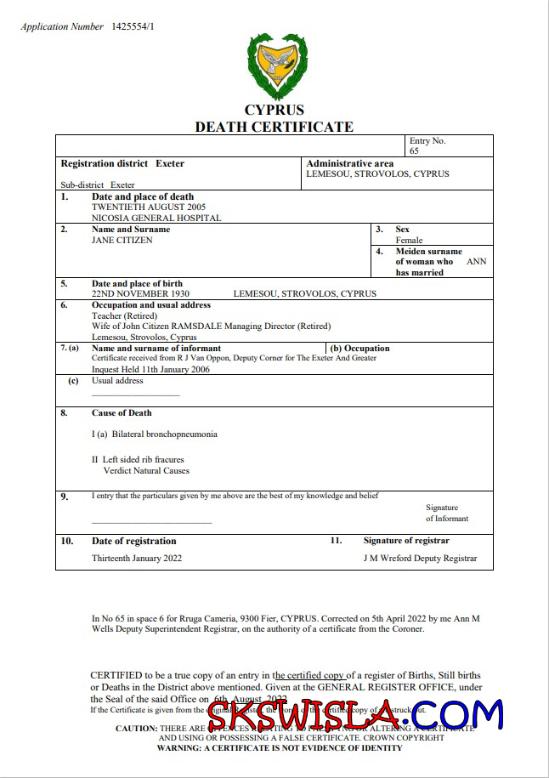 Application Number 1425554/1
CYPRUS
DEATH CERTIFICATE
Entry No.
65
Registration district Exeter
Sub-district Exeter
Administrative area
LEMESOU, STROVOLOS, CYPRUS
1. Date and place of death
TWENTIETH AUGUST 2005
NICOSIA GENERAL HOSPITAL
2. Name and Surname
JANE CITIZEN
3. Sex
Female
4. Meiden surname
of woman who ANN
has married
5. Date and place of birth
22ND NOVEMBER 1930 LEMESOU, STROVOLOS, CYPRUS
6. Occupation and usual address
Teacher (Retired)
Wife of John Citizen RAMSDALE Managing Director (Retired)
Lemesou, Strovolos, Cyprus
7. (a) Name and surname of informant (b) Occupation
Certificate received from R J Van Oppon, Deputy Corner for The Exeter And Greater
Inquest Held 11th January 2006
(c) Usual address
8. Cause of Death
I (a) Bilateral bronchopneumonia
II Left sided rib fracures
Verdict Natural Causes
9. I entry that the particulars given by me above are the best of my knowledge and belief
Signature
of Informant
10. Date of registration
Thirteenth January 2022
11. Signature of registrar
J M Wreford Deputy Registrar
In No 65 in space 6 for Rruga Cameria, 9300 Fier, CYPRUS. Corrected on 5th April 2022 by me Ann M
Wells Deputy Superintendent Registrar, on the authority of a certificate from the Coroner.
CERTIFIED to be a true copy of an entry in the certified copy of a register of Births, Still births
or Deaths in the District above mentioned. Given at the GENERAL REGISTER OFFICE, under
the Seal of the said Office on 6th August 2022
If the Certificate is given from the original Register, the certified copy of struck out.
SKSWISLA.COM
CAUTION: THERE ARE OFFENCES RELATING TO FALSIFYING OR ALTERING A CERTIFICATE
AND USING OR POSSESSING A FALSE CERTIFICATE. CROWN COPYRIGHT
WARNING: A CERTIFICATE IS NOT EVIDENCE OF IDENTITY